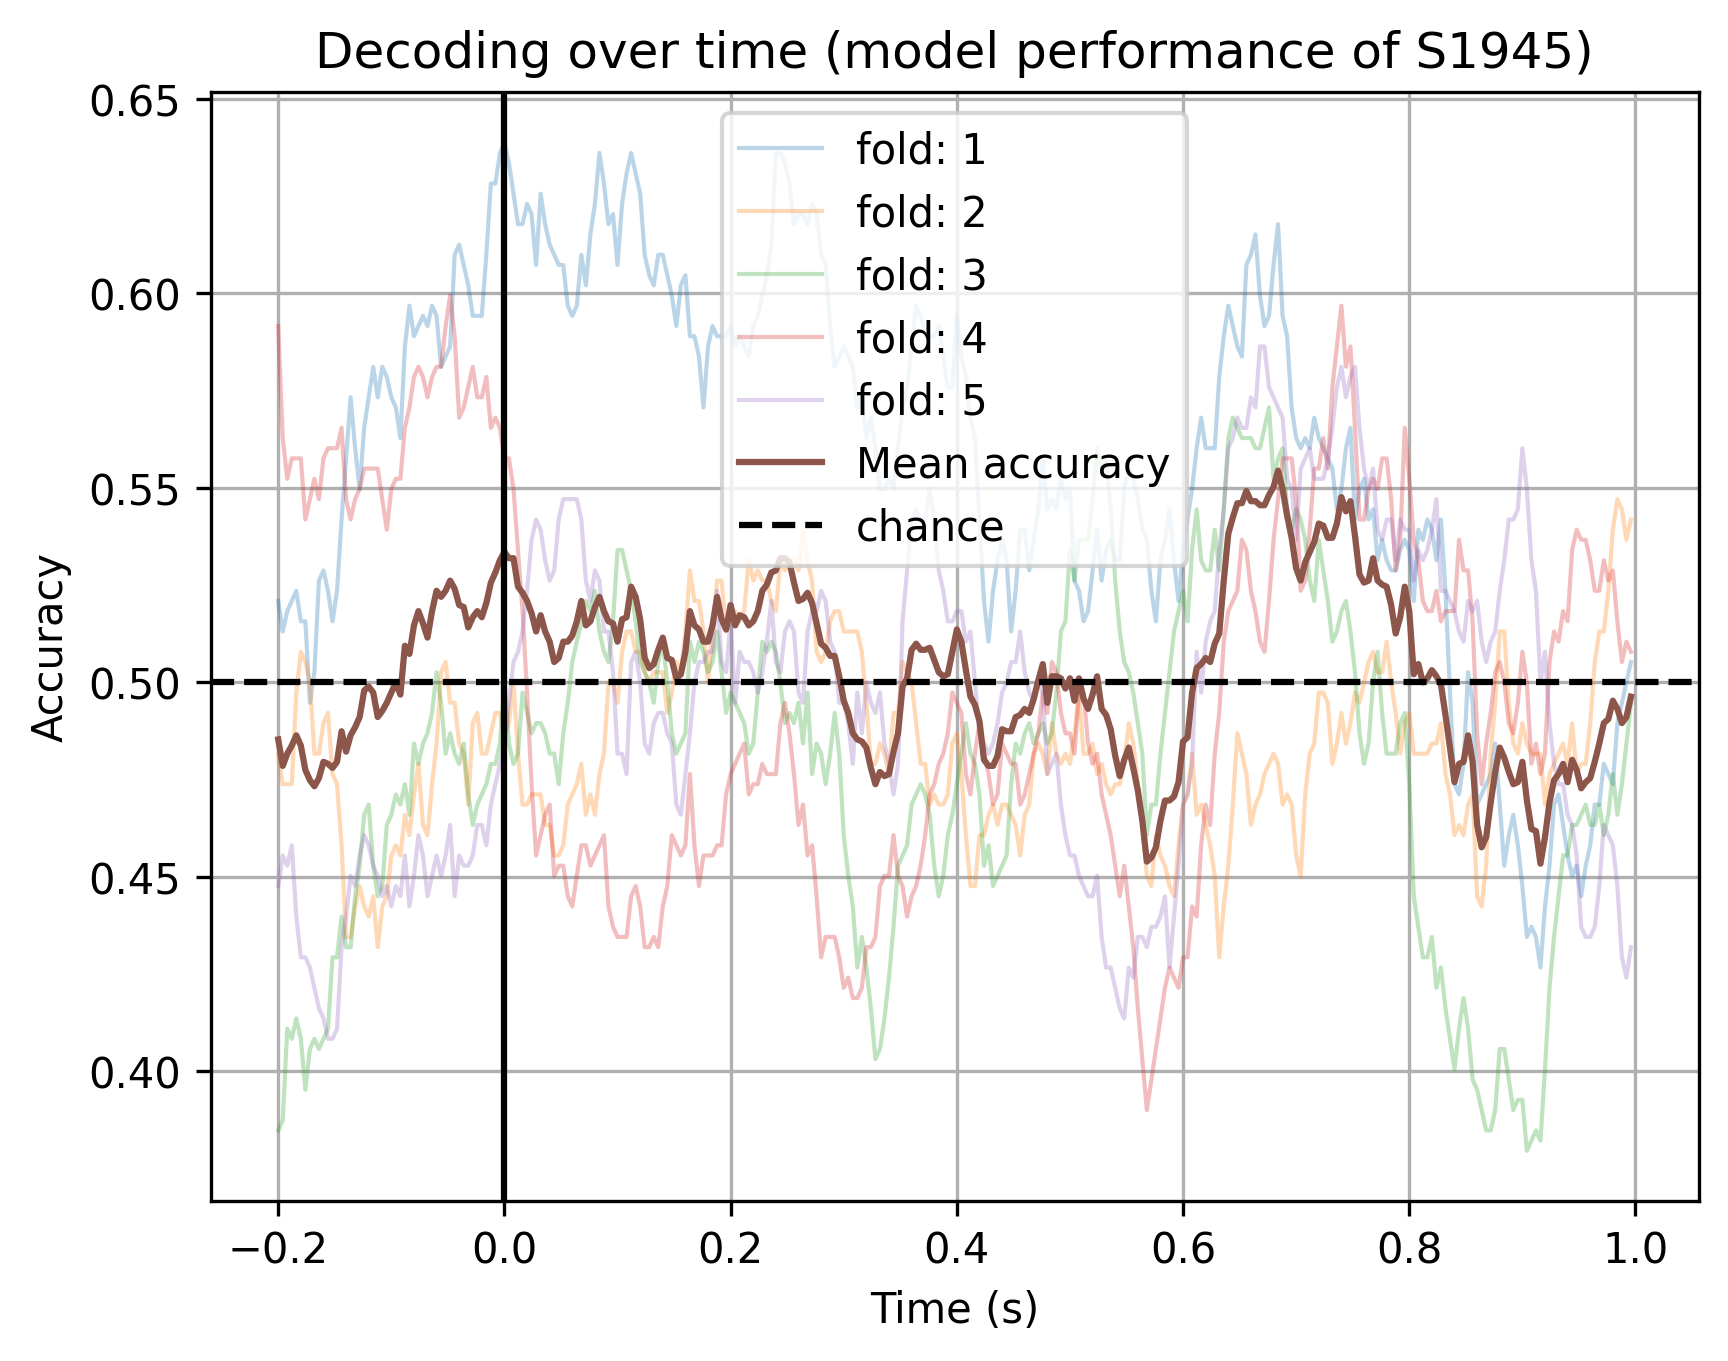 Decoding over time (model performance of S1945)
0.65
0.60
0.55
0.50
0.45
0.40
Accuracy
fold: 1
fold: 2
fold: 3
fold: 4
fold: 5
Mean accuracy
chance
−0.2 0.0 0.2 0.4 0.6 0.8 1.0
Time (s)